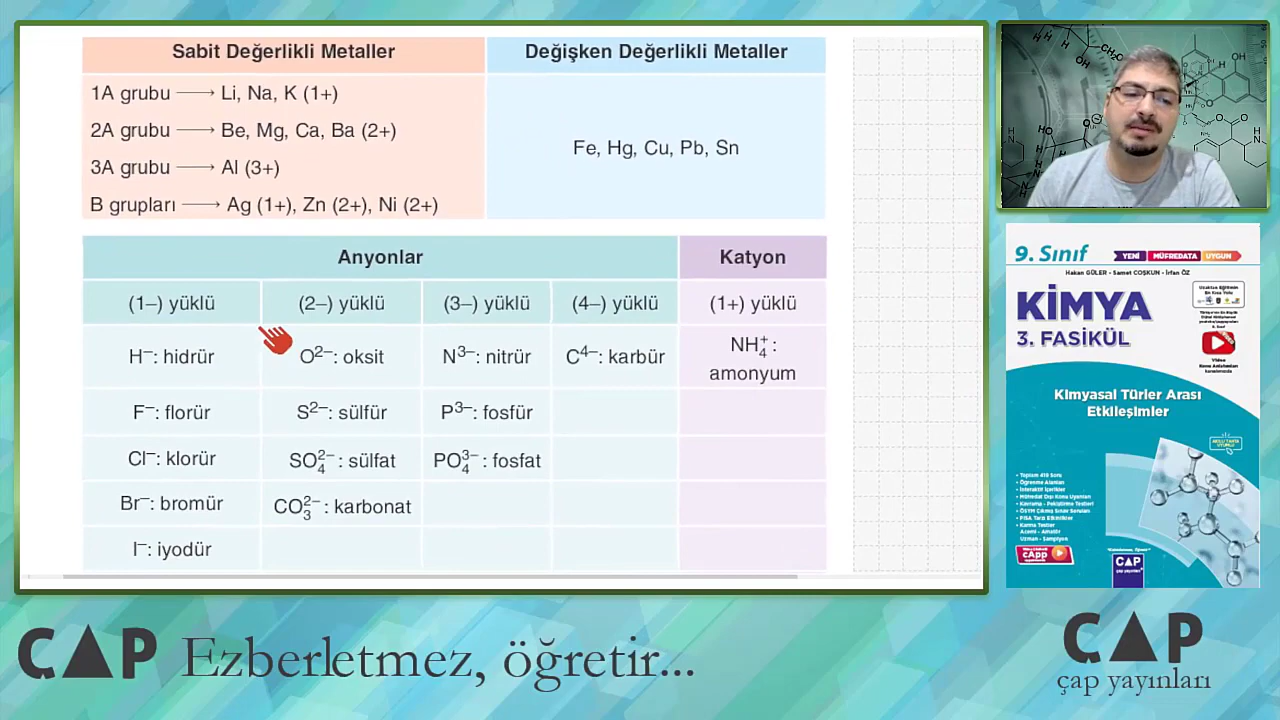 Sabit Değerlikli Metaller
Değişken Değerlikli Metaller
1A grubu ⟶ Li, Na, K (1+)
2A grubu ⟶ Be, Mg, Ca, Ba (2+)
3A grubu ⟶ Al (3+)
B grupları ⟶ Ag (1+), Zn (2+), Ni (2+)
Fe, Hg, Cu, Pb, Sn
Anyonlar
Katyon
(1–) yüklü (2–) yüklü (3–) yüklü (4–) yüklü (1+) yüklü
H⁻: hidrür O²⁻: oksit N³⁻: nitrür C⁴⁻: karbür NH₄⁺: amonyum
F⁻: florür S²⁻: sülfür P³⁻: fosfür
Cl⁻: klorür SO₄²⁻: sülfat PO₄³⁻: fosfat
Br⁻: bromür CO₃²⁻: karbonat
I⁻: iyodür
9. Sınıf
YENİ MÜFREDATA UYGUN
Hakan GÜLER - Samet COŞKUN - İrfan ÖZ
KİMYA
3. FASİKÜL
Kimyasal Türler Arası
Etkileşimler
CAP
Ezberletmez, öğretir...
CAP
çap yayınları